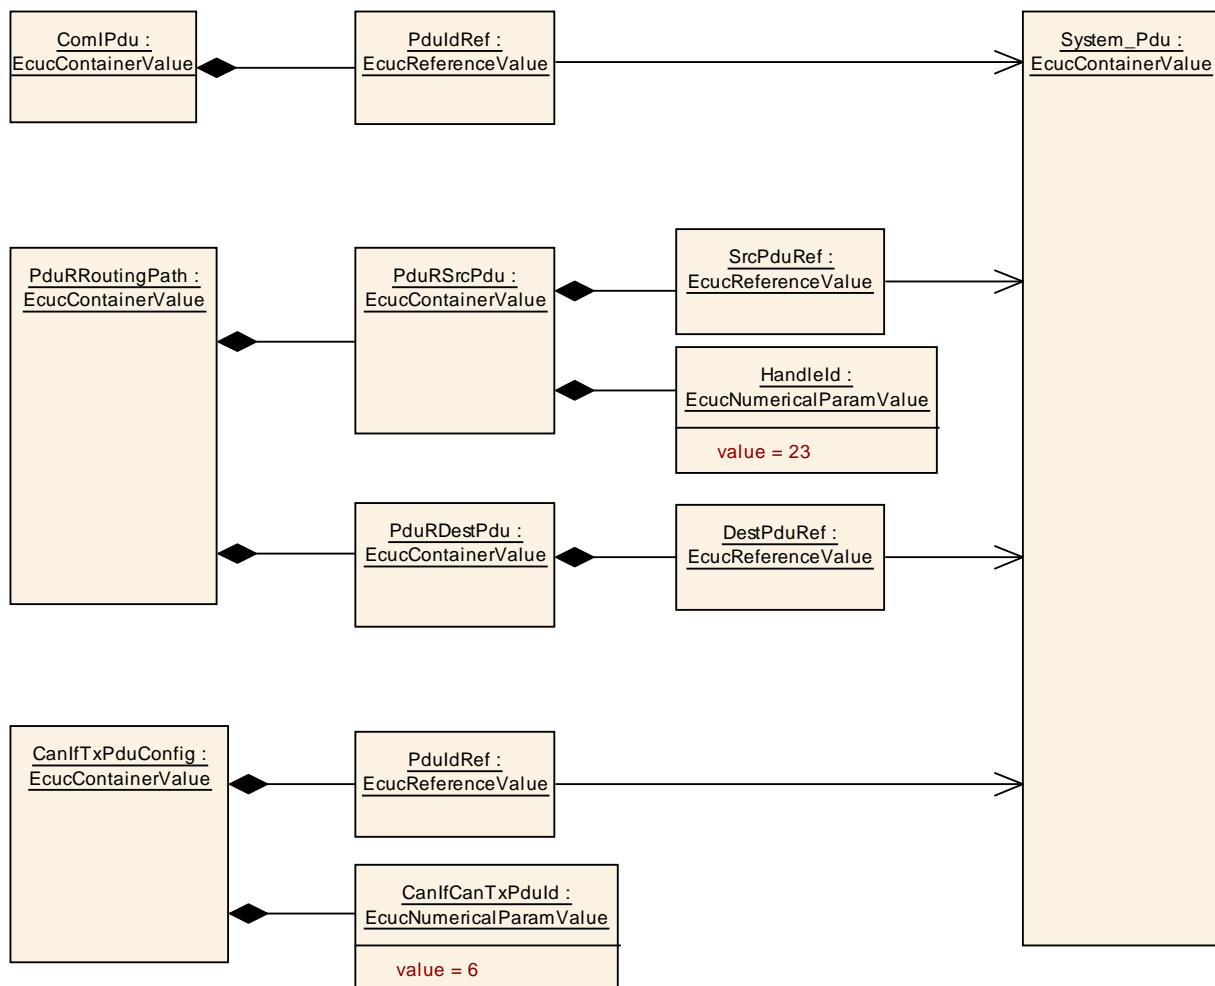 ComIPdu :
EcucContainerValue
PduIdRef :
EcucReferenceValue
System_Pdu :
EcucContainerValue
PduRRoutingPath :
EcucContainerValue
PduRSrcPdu :
EcucContainerValue
SrcPduRef :
EcucReferenceValue
HandleId :
EcucNumericalParamValue
value = 23
PduRDestPdu :
EcucContainerValue
DestPduRef :
EcucReferenceValue
CanIfTxPduConfig :
EcucContainerValue
PduIdRef :
EcucReferenceValue
CanIfCanTxPduId :
EcucNumericalParamValue
value = 6